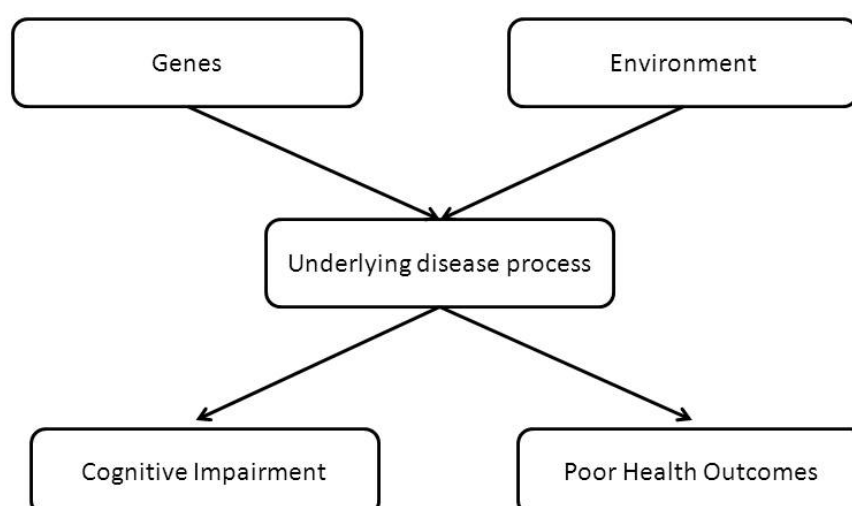 Genes
Environment
Underlying disease process
Cognitive Impairment
Poor Health Outcomes